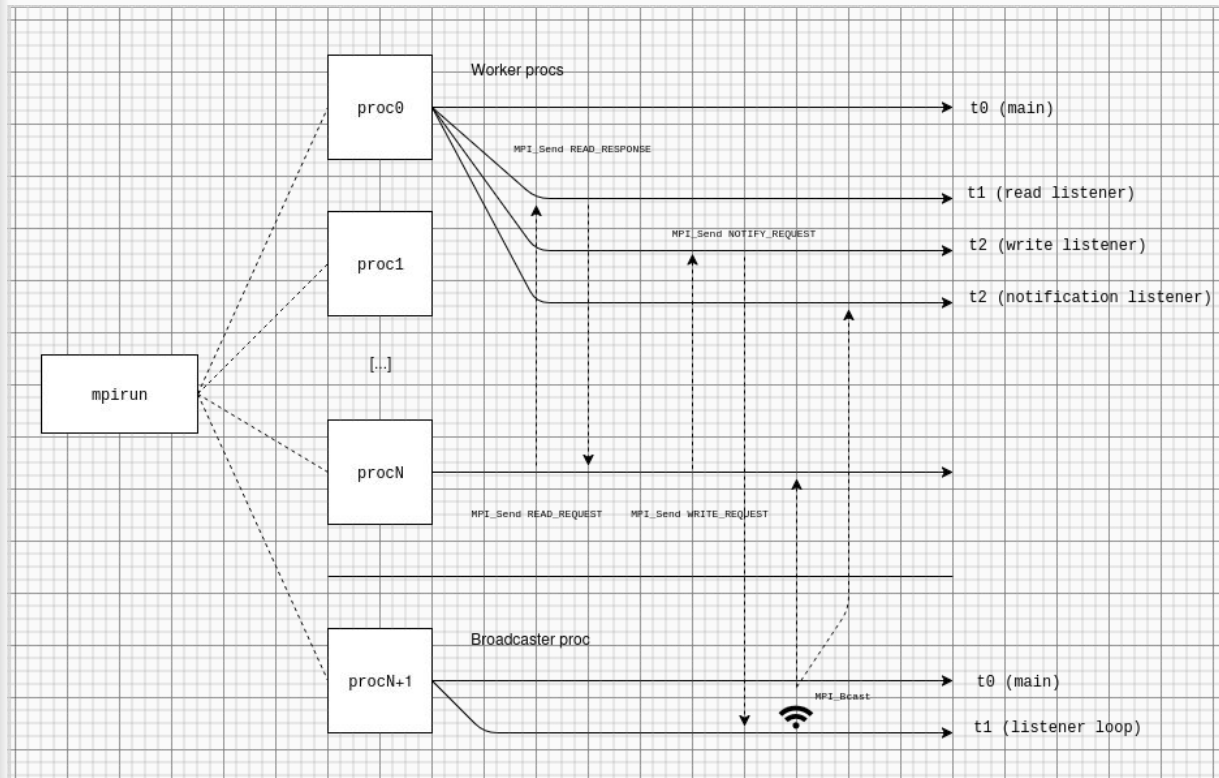 Worker procs
proc0
t0 (main)
MPI_Send READ_RESPONSE
t1 (read listener)
MPI_Send NOTIFY_REQUEST
t2 (write listener)
proc1
t2 (notification listener)
[...]
mpirun
procN
MPI_Send READ_REQUEST
MPI_Send WRITE_REQUEST
Broadcaster proc
procN+1
t0 (main)
MPI_Bcast
t1 (listener loop)